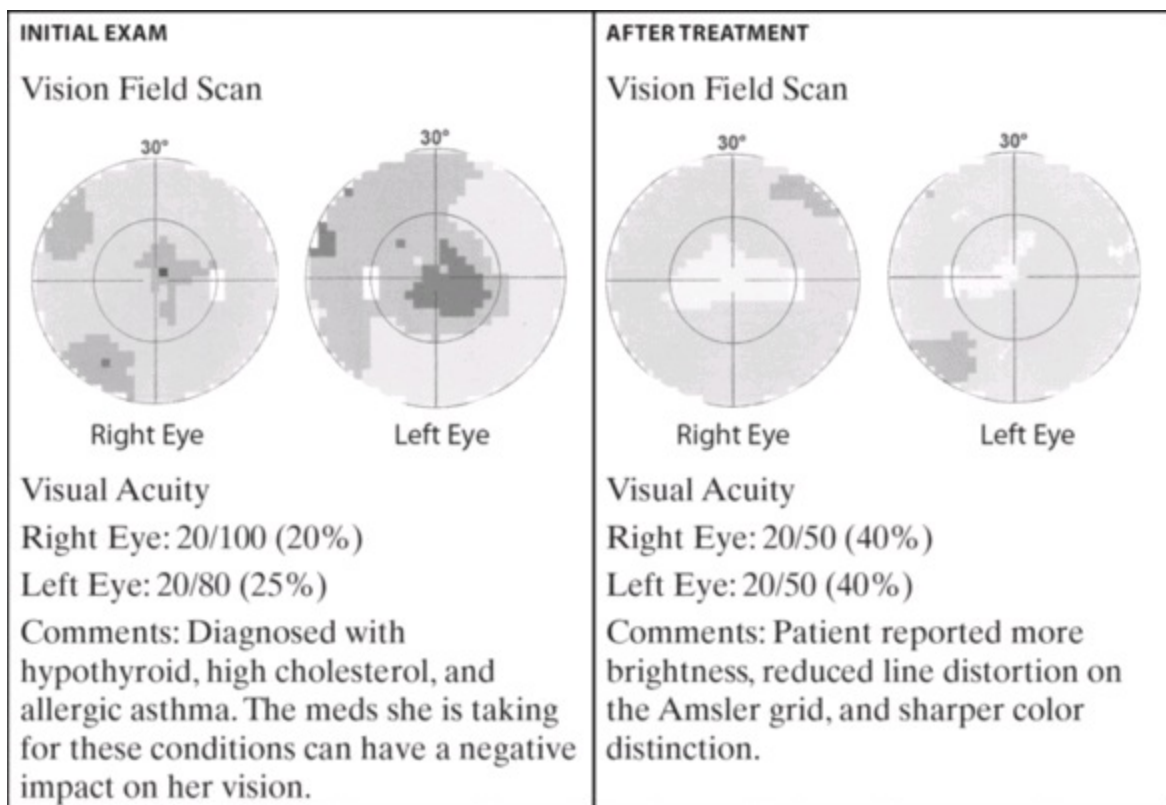 INITIAL EXAM
Vision Field Scan
30°
30°
Right Eye
Left Eye
Visual Acuity
Right Eye: 20/100 (20%)
Left Eye: 20/80 (25%)
Comments: Diagnosed with
hypothyroid, high cholesterol, and
allergic asthma. The meds she is taking
for these conditions can have a negative
impact on her vision.
AFTER TREATMENT
Vision Field Scan
30°
30°
Right Eye
Left Eye
Visual Acuity
Right Eye: 20/50 (40%)
Left Eye: 20/50 (40%)
Comments: Patient reported more
brightness, reduced line distortion on
the Amsler grid, and sharper color
distinction.